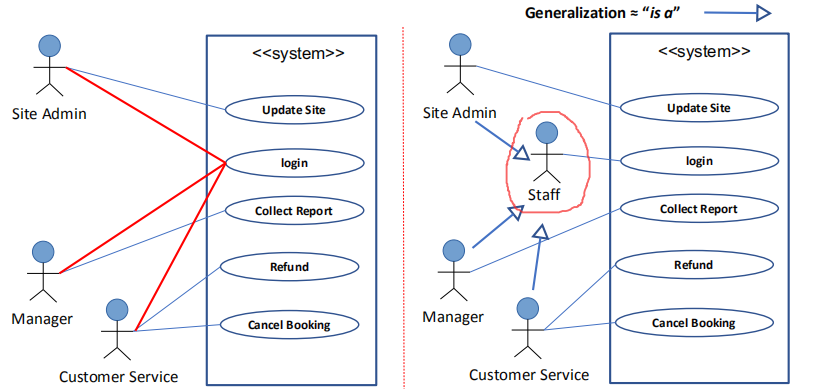 Generalization ≈ “is a”
<<system>>
Site Admin
Update Site
login
Collect Report
Manager
Refund
Cancel Booking
Customer Service
<<system>>
Site Admin
Update Site
login
Staff
Collect Report
Refund
Manager
Cancel Booking
Customer Service